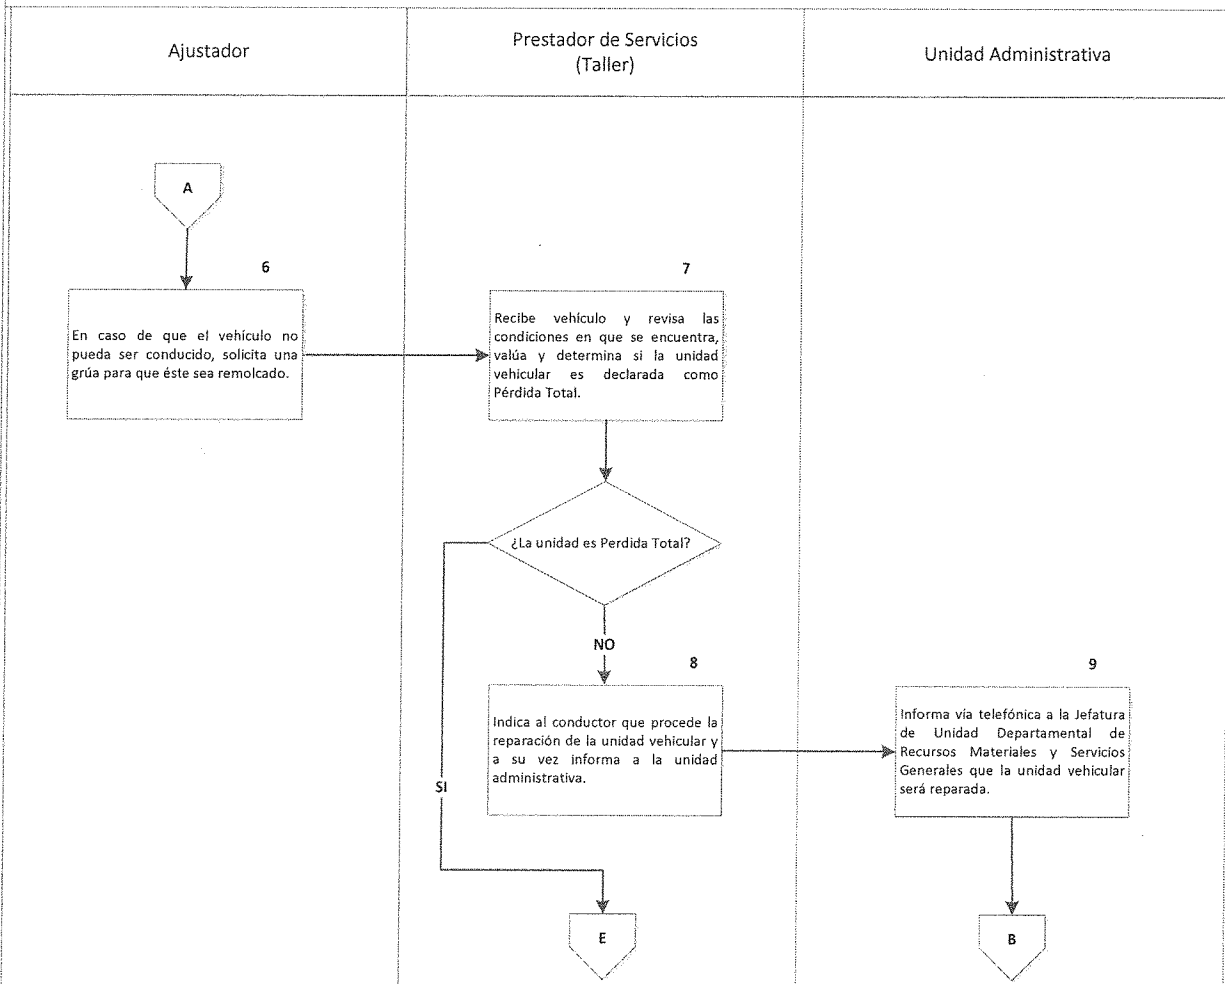 Ajustador
Prestador de Servicios
(Taller)
Unidad Administrativa
A
6
En caso de que el vehículo no
pueda ser conducido, solicita una
grúa para que éste sea remolcado.
7
Recibe vehículo y revisa las
condiciones en que se encuentra,
valúa y determina si la unidad
vehicular es declarada como
Pérdida Total.
¿La unidad es Perdida Total?
NO
8
Indica al conductor que procede la
reparación de la unidad vehicular y
a su vez informa a la unidad
administrativa.
9
Informa vía telefónica a la Jefatura
de Unidad Departamental de
Recursos Materiales y Servicios
Generales que la unidad vehicular
será reparada.
SI
E
B